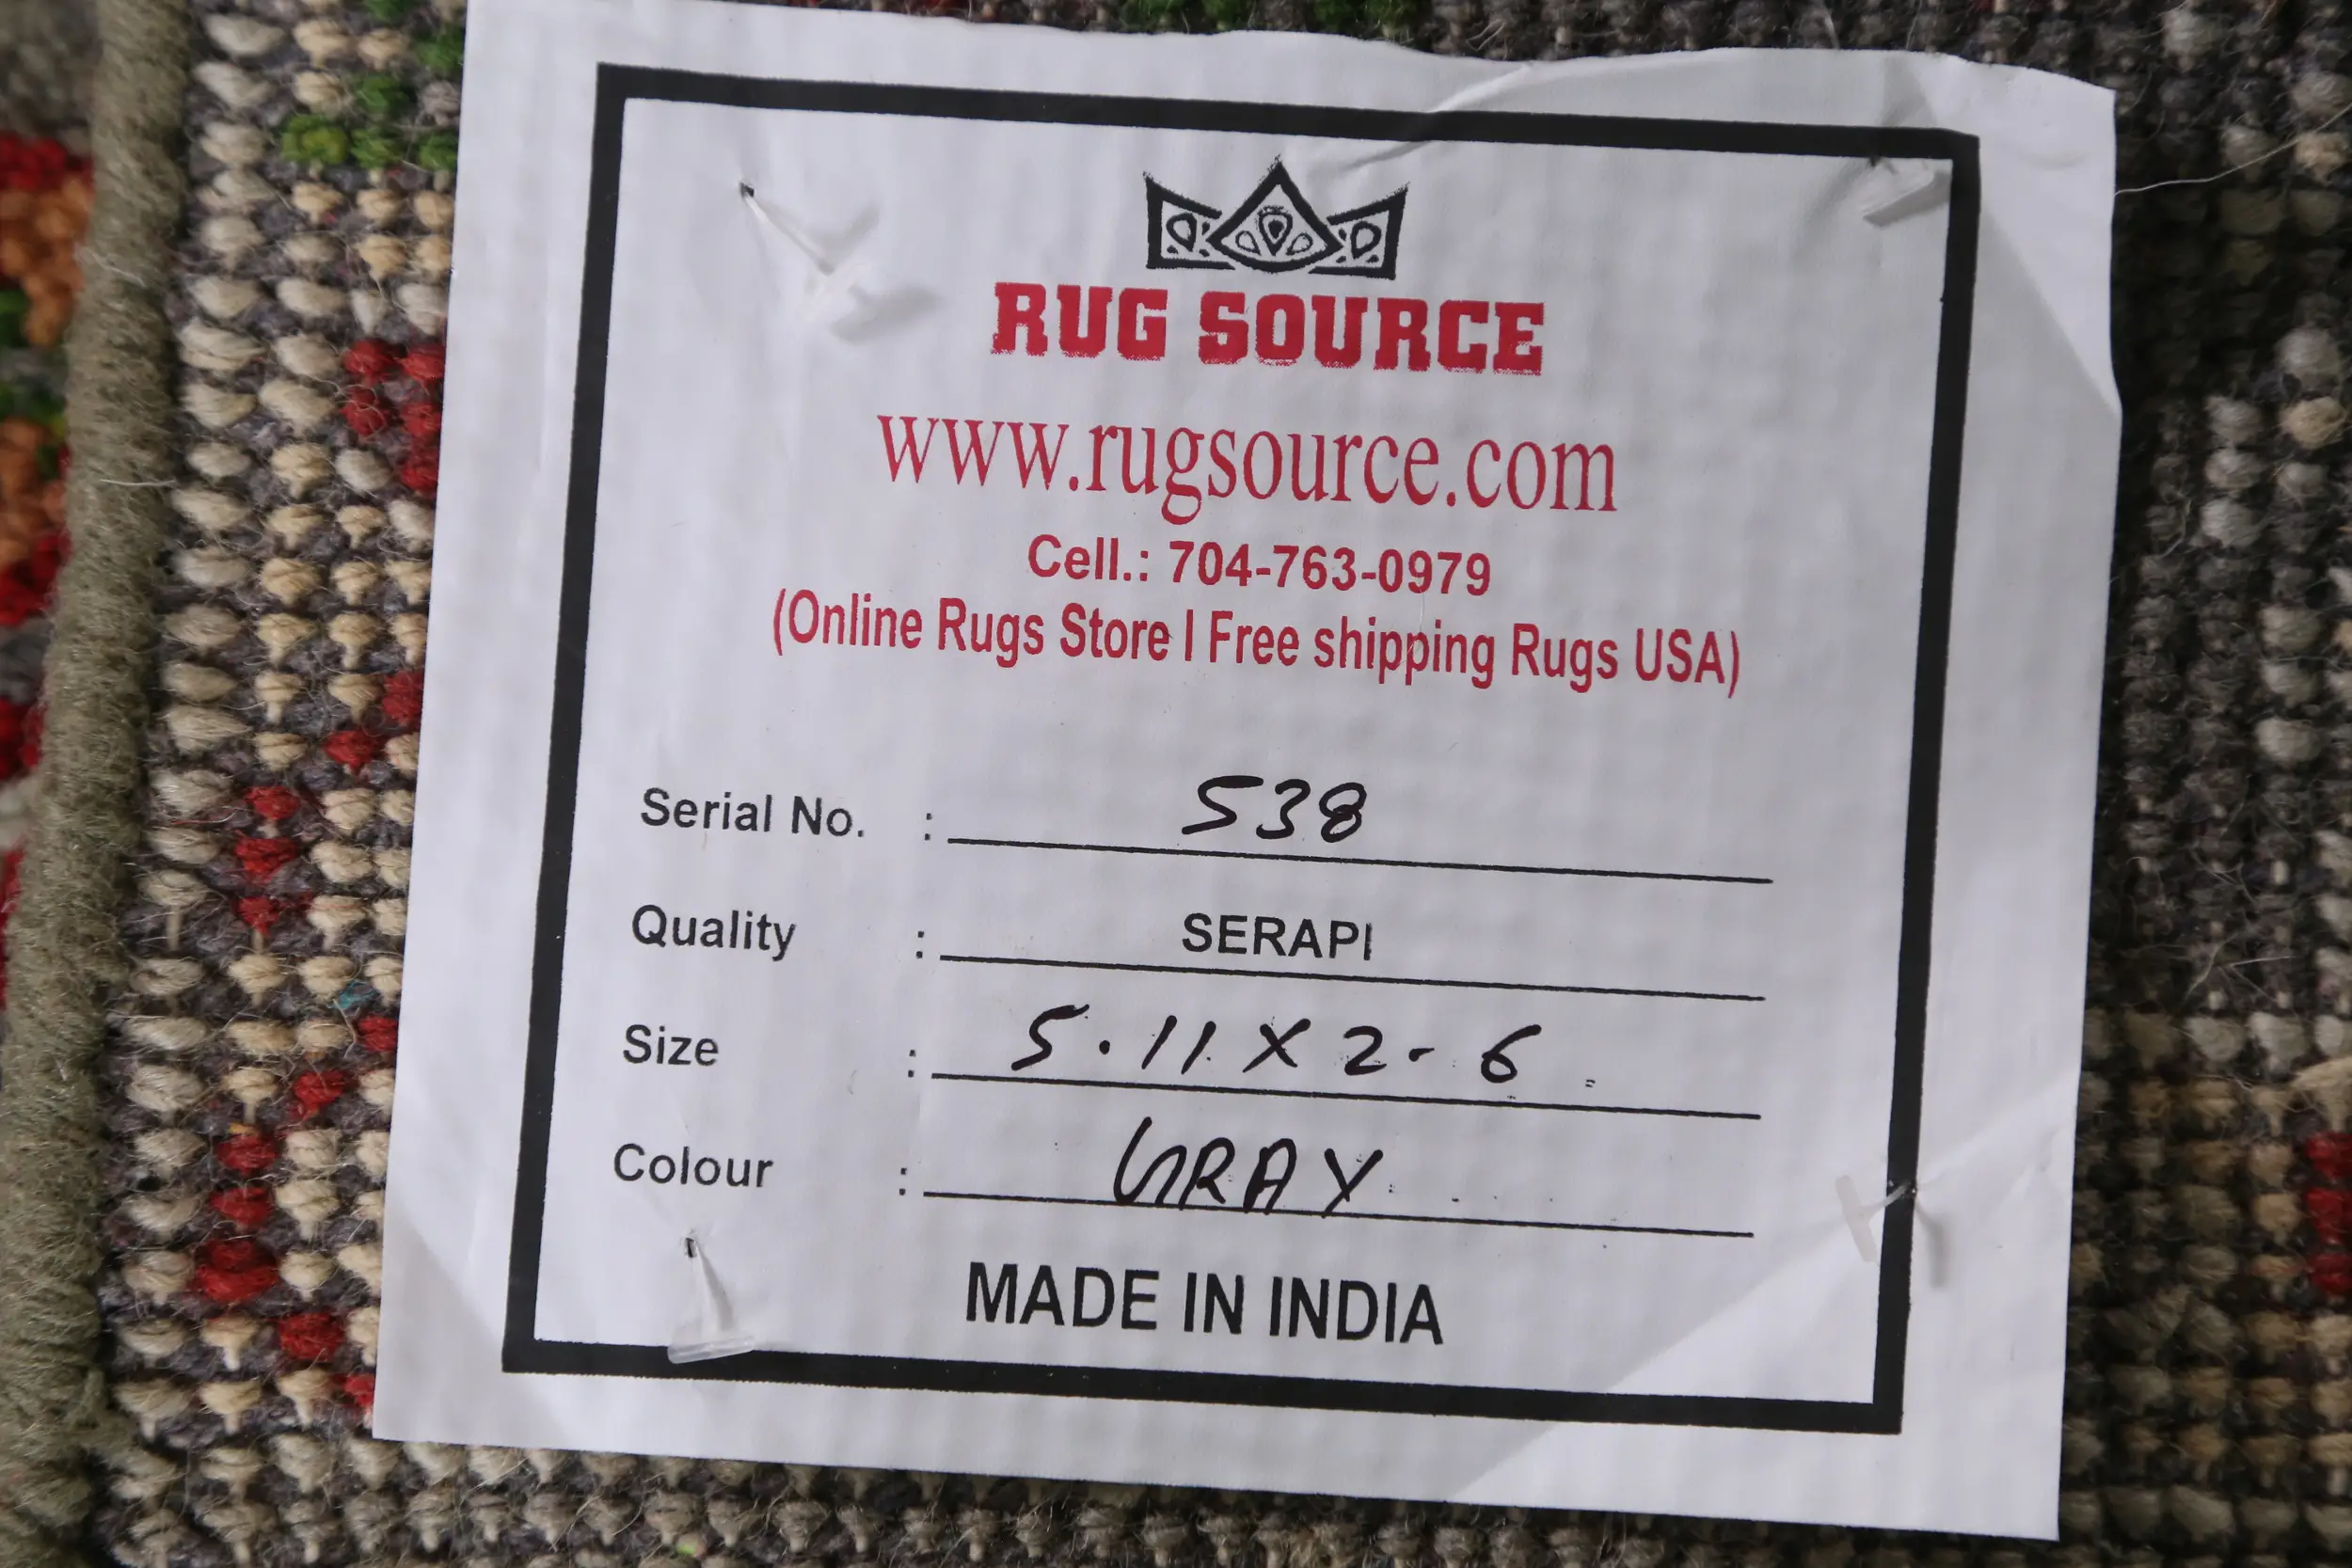 RUG SOURCE
www.rugsource.com
Cell.: 704-763-0979
(Online Rugs Store I Free shipping Rugs USA)
Serial No. : 538
Quality : SERAPI
Size : 5.11 X 2-6
Colour : GRAY
MADE IN INDIA